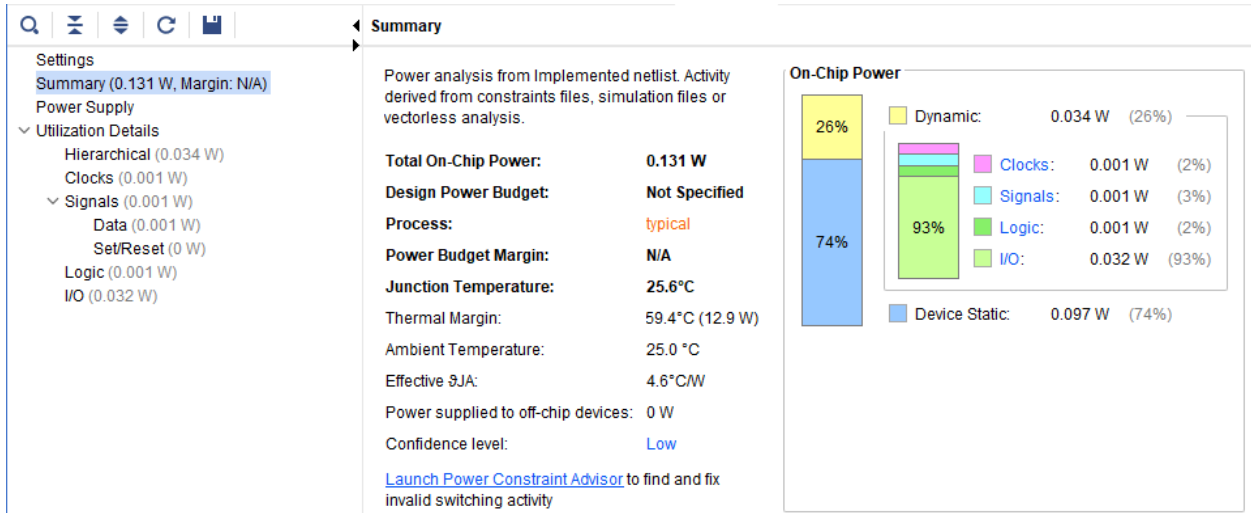 Summary
Settings
Summary (0.131 W, Margin: N/A)
Power Supply
Utilization Details
Hierarchical (0.034 W)
Clocks (0.001 W)
Signals (0.001 W)
Data (0.001 W)
Set/Reset (0 W)
Logic (0.001 W)
I/O (0.032 W)
Power analysis from Implemented netlist. Activity
derived from constraints files, simulation files or
vectorless analysis.
Total On-Chip Power: 0.131 W
Design Power Budget: Not Specified
Process: typical
Power Budget Margin: N/A
Junction Temperature: 25.6°C
Thermal Margin: 59.4°C (12.9 W)
Ambient Temperature: 25.0 °C
Effective ϑJA: 4.6°C/W
Power supplied to off-chip devices: 0 W
Confidence level: Low
Launch Power Constraint Advisor to find and fix
invalid switching activity
On-Chip Power
26%
74%
Dynamic: 0.034 W (26%)
93%
Clocks: 0.001 W (2%)
Signals: 0.001 W (3%)
Logic: 0.001 W (2%)
I/O: 0.032 W (93%)
Device Static: 0.097 W (74%)